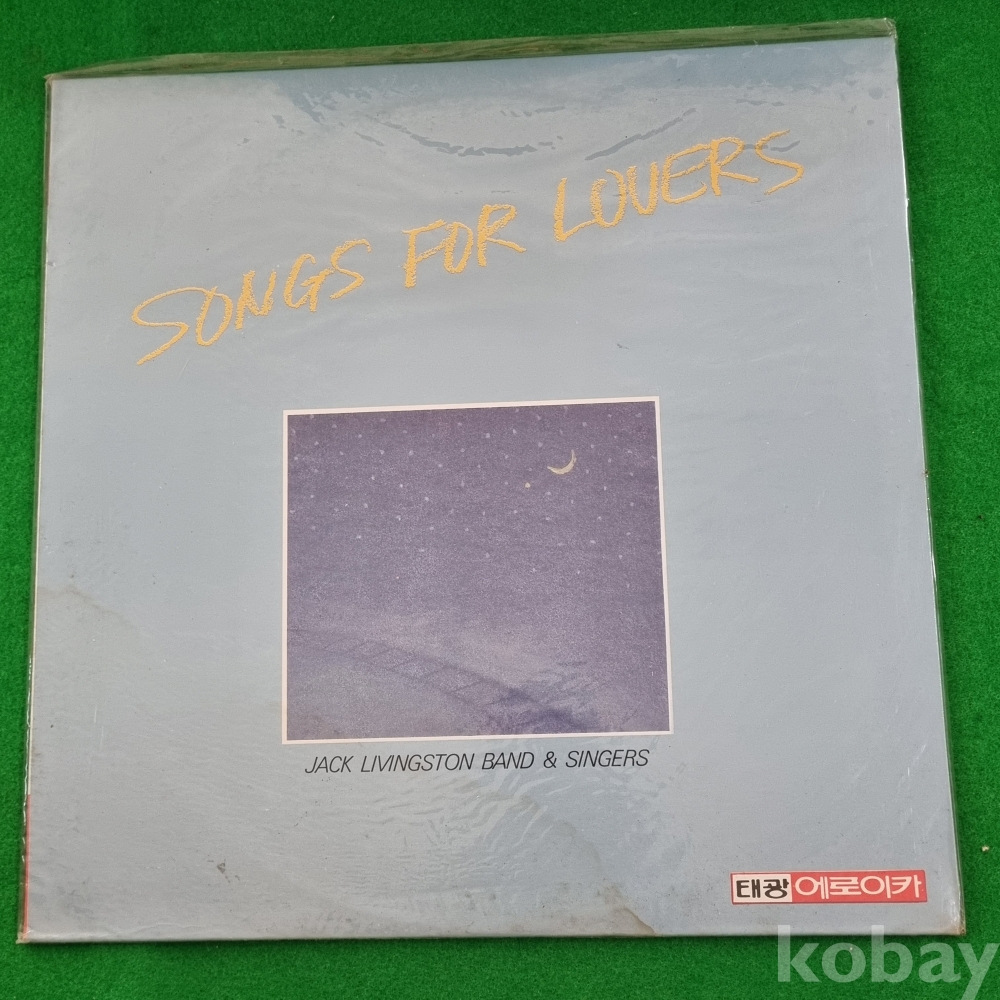 SONGS FOR LOVERS
JACK LIVINGSTON BAND & SINGERS
태광 에로이카
kobay